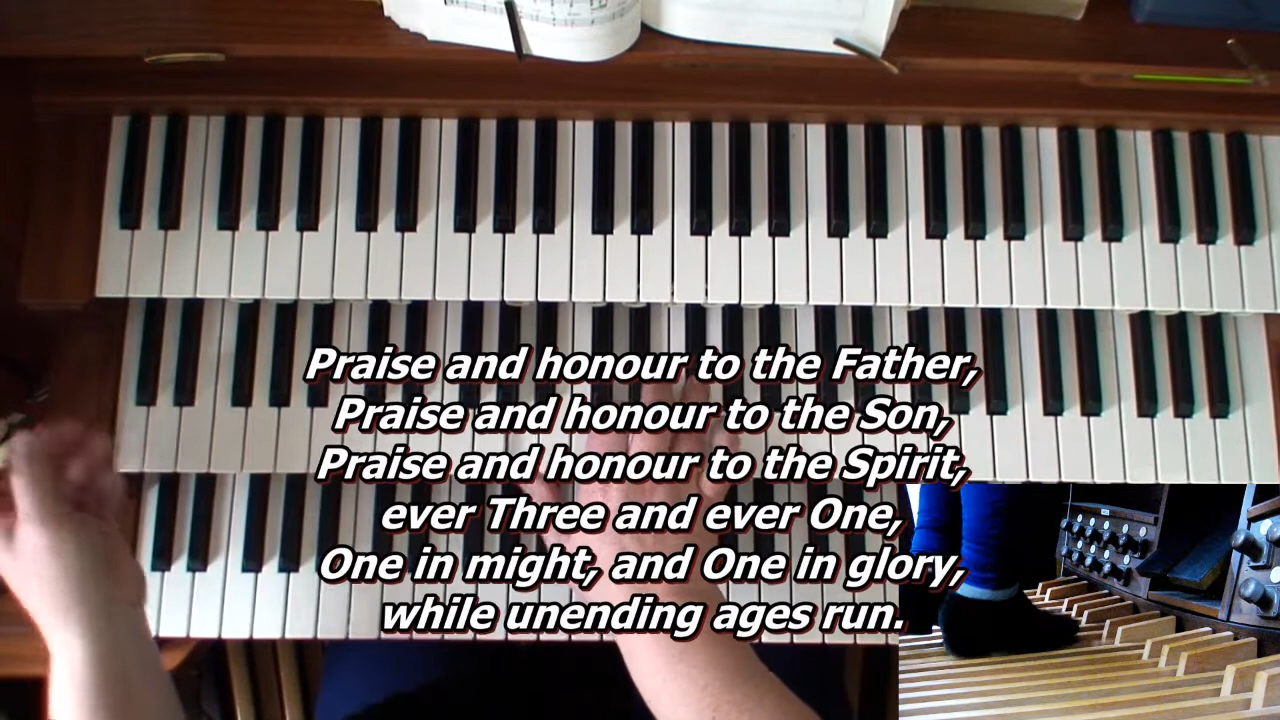 Praise and honour to the Father,
Praise and honour to the Son,
Praise and honour to the Spirit,
ever Three and ever One,
One in might, and One in glory,
while unending ages run.